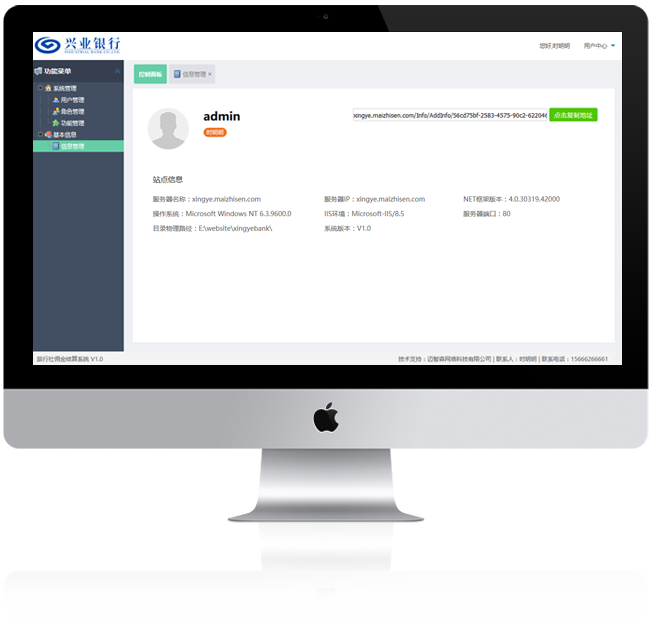 兴业银行
INDUSTRIAL BANK CO.,LTD.
您好,时明明 用户中心
功能菜单
系统管理
用户管理
角色管理
功能管理
基本信息
信息管理
控制面板 信息管理 ×
admin
时明明
xingye.maizhisen.com/Info/AddInfo/56cd75bf-2583-4575-90c2-62204 点击复制地址
站点信息
服务器名称：xingye.maizhisen.com 服务器IP：xingye.maizhisen.com NET框架版本：4.0.30319.42000
操作系统：Microsoft Windows NT 6.3.9600.0 IIS环境：Microsoft-IIS/8.5 服务器端口：80
目录物理路径：E:\website\xingyebank\ 系统版本：V1.0
银行社佣金结算系统 V1.0 技术支持：迈智森网络科技有限公司 | 联系人：时明明 | 联系电话：15666266661